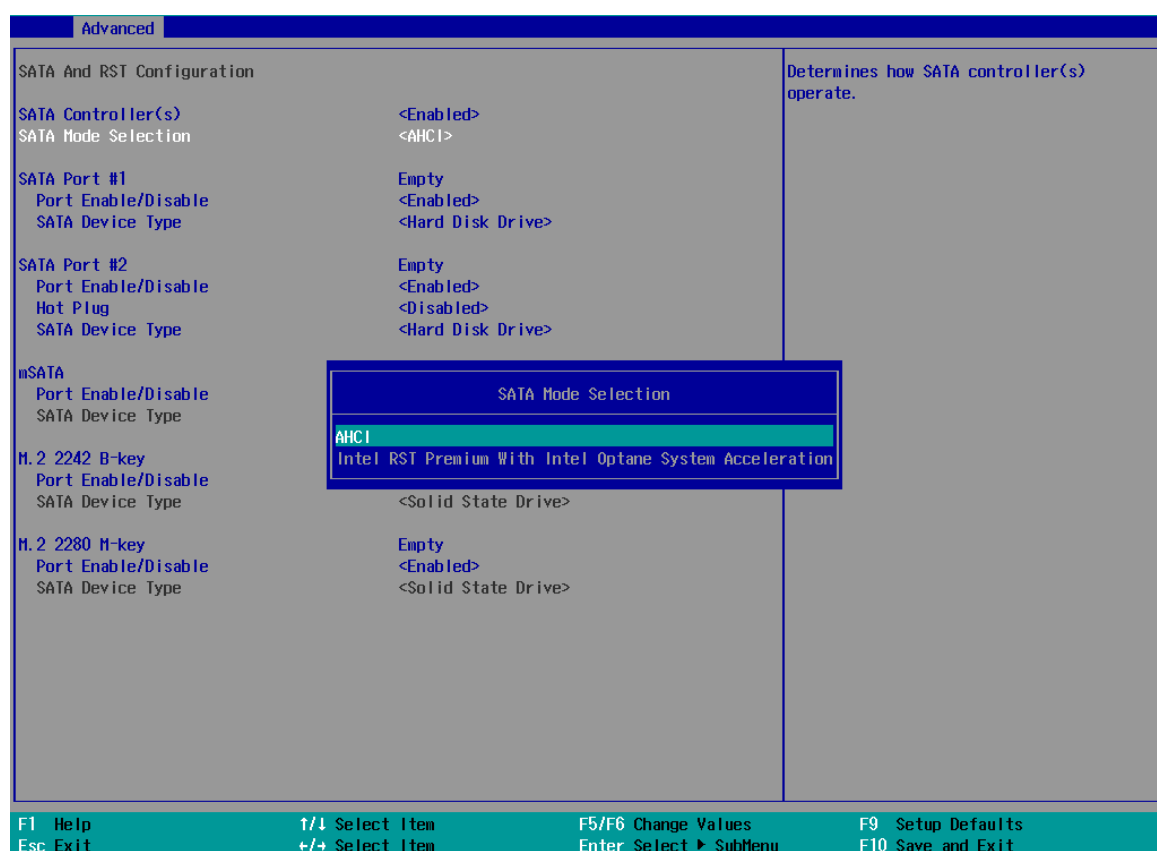 Advanced
SATA And RST Configuration
Determines how SATA controller(s)
operate.
SATA Controller(s) <Enabled>
SATA Mode Selection <AHCI>
SATA Port #1 Empty
Port Enable/Disable <Enabled>
SATA Device Type <Hard Disk Drive>
SATA Port #2 Empty
Port Enable/Disable <Enabled>
Hot Plug <Disabled>
SATA Device Type <Hard Disk Drive>
mSATA
Port Enable/Disable
SATA Device Type
SATA Mode Selection
AHCI
Intel RST Premium With Intel Optane System Acceleration
M.2 2242 B-key
Port Enable/Disable
SATA Device Type <Solid State Drive>
M.2 2280 M-key Empty
Port Enable/Disable <Enabled>
SATA Device Type <Solid State Drive>
F1 Help ↑/↓ Select Item F5/F6 Change Values F9 Setup Defaults
Esc Exit ←/→ Select Item Enter Select ▶ SubMenu F10 Save and Exit